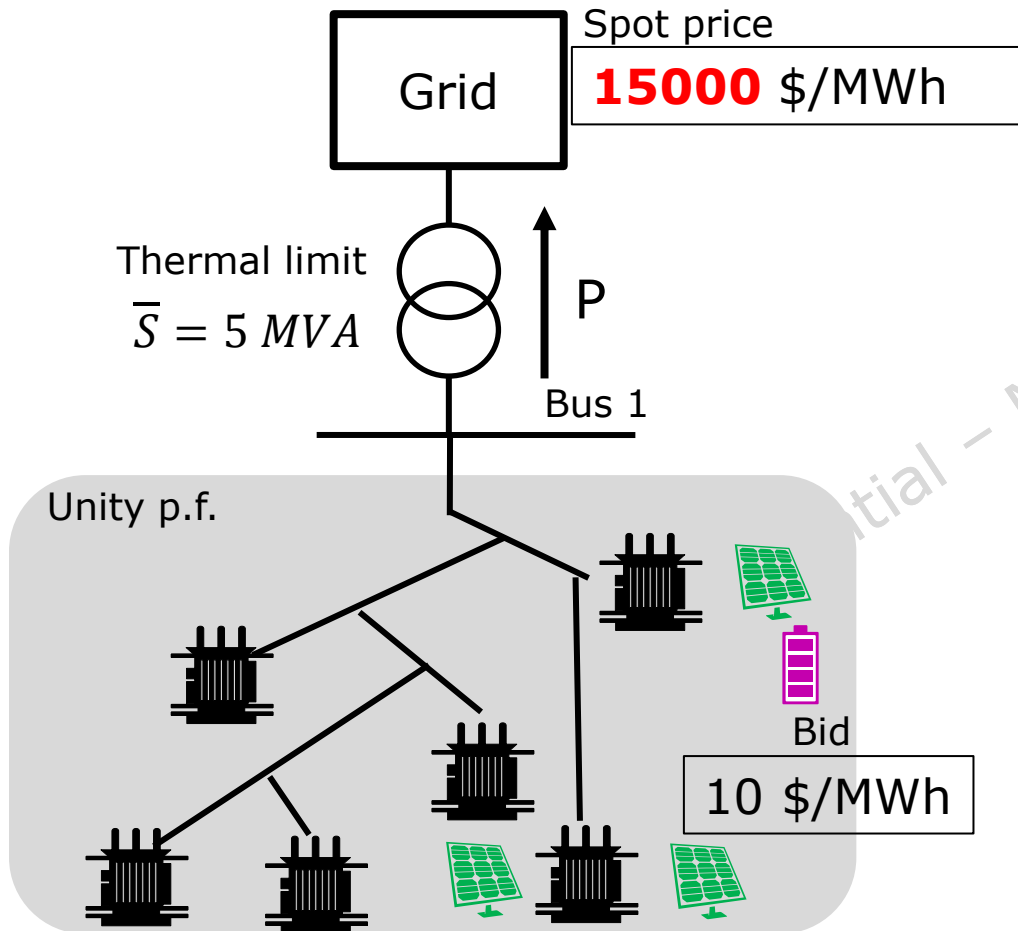 Spot price
Grid
15000 $/MWh
Thermal limit
S̅ = 5 MVA
P
Bus 1
Unity p.f.
Bid
10 $/MWh